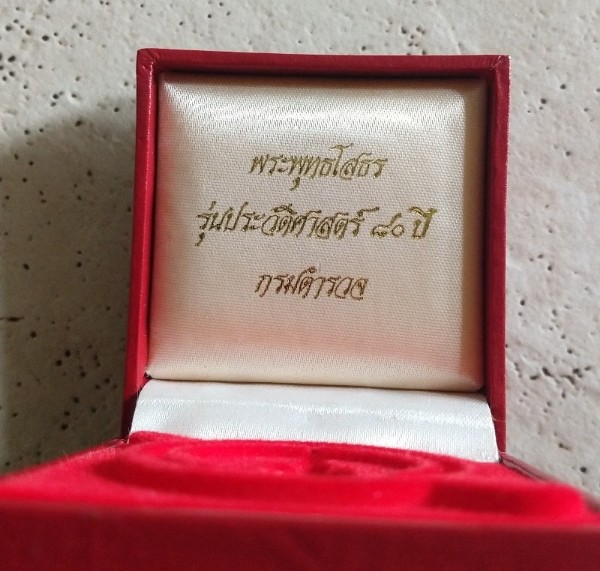 พระพุทธโสธร
รุ่นประวัติศาสตร์ ๘๐ ปี
กรมตำรวจ